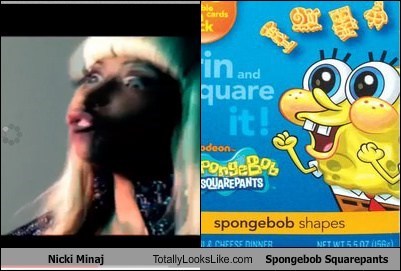 cards
in and
quare
it!
SpongeBob
SQUAREPANTS
spongebob shapes
& CHEESE DINNER
NET WT 5.5 OZ (156g)
Nicki Minaj
TotallyLooksLike.com
Spongebob Squarepants